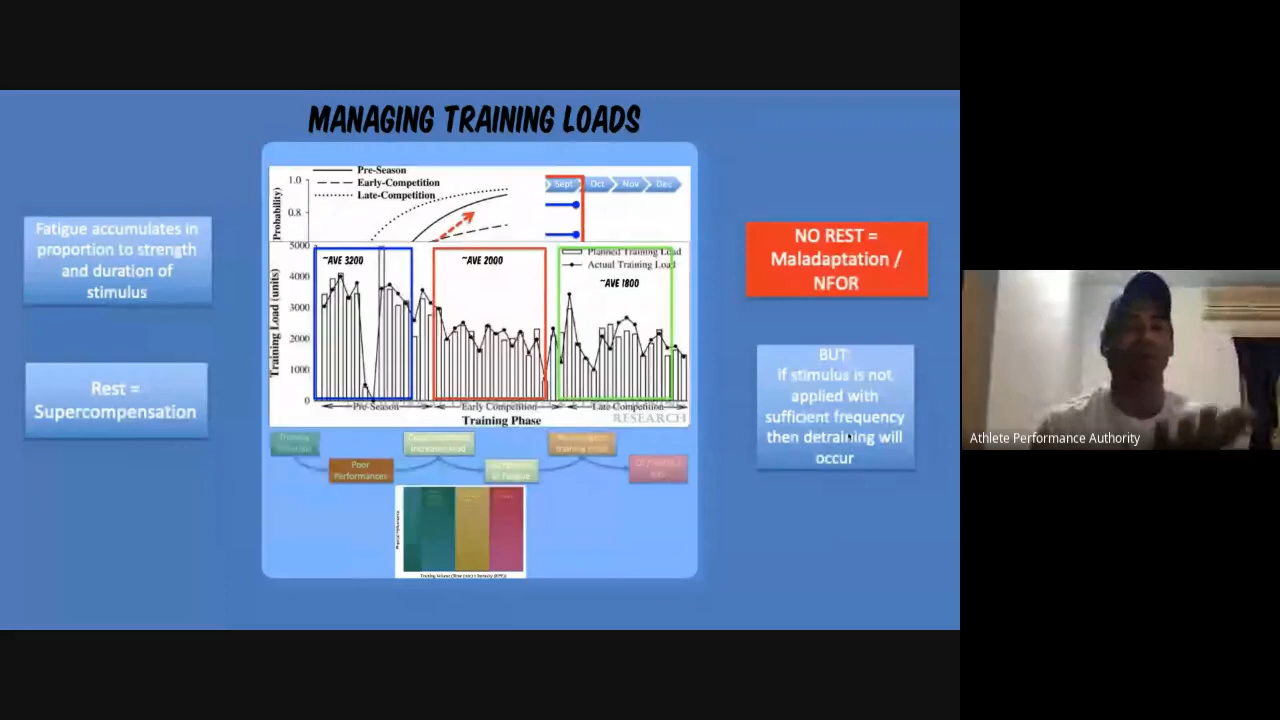 MANAGING TRAINING LOADS
Fatigue accumulates in
proportion to strength
and duration of
stimulus
Rest =
Supercompensation
Pre-Season
Early-Competition
Late-Competition
1.0
0.8
Probability)
Sept
Oct
Nov
Dec
5000
4000
3000
2000
1000
0
Training Load (units)
~AVE 3200
~AVE 2000
~AVE 1800
Planned Training Load
Actual Training Load
Pre-Season
Early Competition
Late Competition
Training Phase
RESEARCH
Poor
Performances
NO REST =
Maladaptation /
NFOR
BUT
if stimulus is not
applied with
sufficient frequency
then detraining will
occur
Athlete Performance Authority